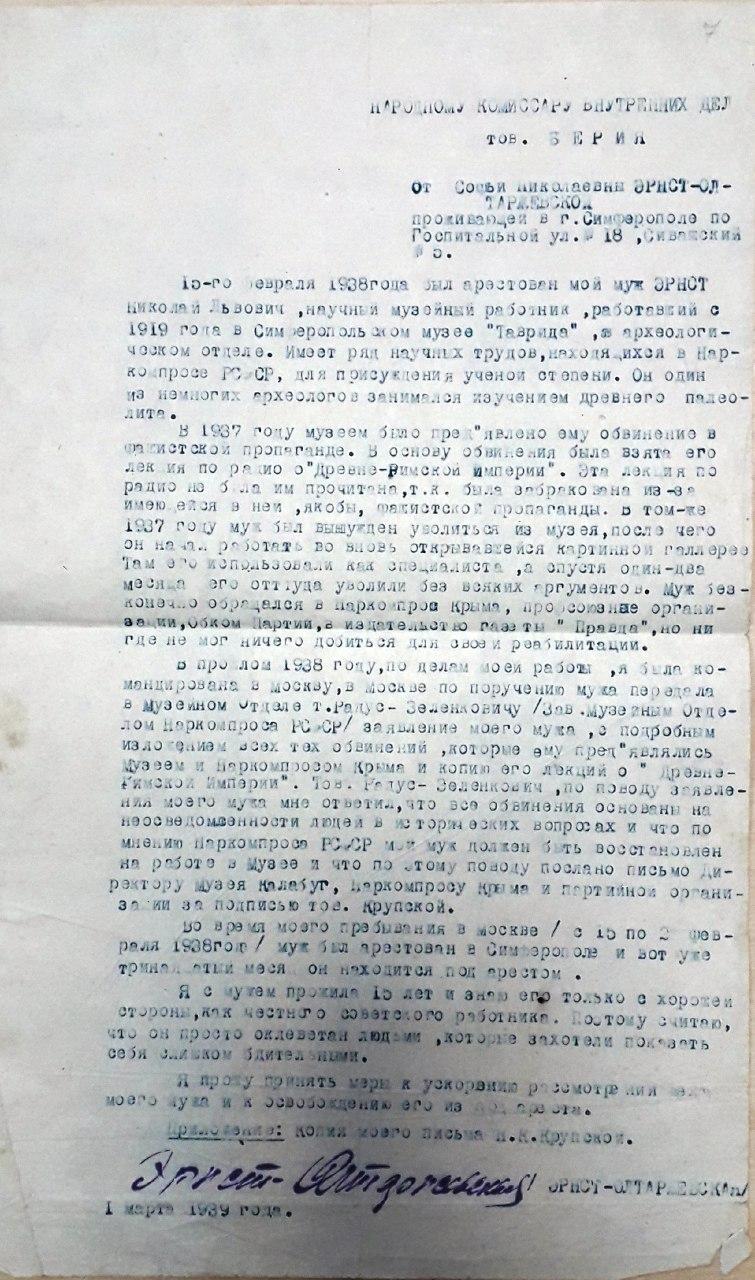 7
НАРОДНОМУ КОМИССАРУ ВНУТРЕННИХ ДЕЛ
тов. БЕРИЯ
от Софьи Николаевны ЭРНСТ-ОЛ-
ТАРЖЕВСКОЙ
проживающей в г.Симферополе по
Госпитальной ул.№ 18 ,Сивашский
№ 5.
15-го февраля 1938года был арестован мой муж ЭРНСТ
Николай Львович ,научный музейный работник ,работавший с
1919 года в Симферопольском музее "Таврида" ,в археологи-
ческом отделе. Имеет ряд научных трудов,находящихся в Нар-
компросе РСФСР, для присуждения ученой степени. Он один
из немногих археологов занимался изучением древнего палео-
лита.
В 1937 году музеем было пред"явлено ему обвинение в
фашистской пропаганде. В основу обвинения была взята его
лекция по радио о"Древне-Римской империи". Эта лекция по
радио не была им прочитана,т.к. была забракована из-за
имеющейся в ней ,якобы, фашистской пропаганды. В том-же
1937 году муж был вынужден уволиться из музея,после чего
он начал работать во вновь открывавшейся картинной галлерее
Там его использовали как специалиста ,а спустя один-два
месяца его оттуда уволили без всяких аргументов. Муж без-
конечно обращался в Наркомпрос Крыма, профсоюзные органи-
зации,Обком Партии,в издательство газеты " Правда",но ни
где не мог ничего добиться для своей реабилитации.
В прошлом 1938 году,по делам моей работы ,я была ко-
мандирована в москву,в москве по поручению мужа передала
в Музейном Отделе т.Радус- Зеленковичу /Зав.Музейным Отде-
лом Наркомпроса РСФСР/ заявление моего мужа ,с подробным
изложением всех тех обвинений ,которые ему пред"являлись
Музеем и Наркомпросом Крыма и копию его лекций о " Древне-
Римской Империи". Тов. Радус- Зеленкович ,по поводу заявле-
ния моего мужа мне ответил,что все обвинения основаны на
неосведомленности людей в исторических вопросах и что по
мнению Наркомпроса РСФСР мой муж должен быть восстановлен
на работе в Музее и что по этому поводу послано письмо Ди-
ректору Музея Калабуг, Наркомпросу Крыма и партийной органи-
зации за подписью тов. Крупской.
Во время моего пребывания в москве / с 15 по 2 фев-
раля 1938год / муж был арестован в Симферополе и вот уже
тринадцатый месяц он находится под арестом .
Я с мужем прожила 15 лет и знаю его только с хорошей
стороны,как честного советского работника. Поэтому считаю,
что он просто оклеветан людьми ,которые захотели показать
себя слишком бдительными.
Я прошу принять меры к ускорению рассмотрения дела
моего мужа и к освобождению его из под ареста.
Приложение: копия моего письма Н.К.Крупской.
Эрнст-Олтаржевская / ЭРНСТ-ОЛТАРЖЕВСКАЯ/
I марта 1939 года.